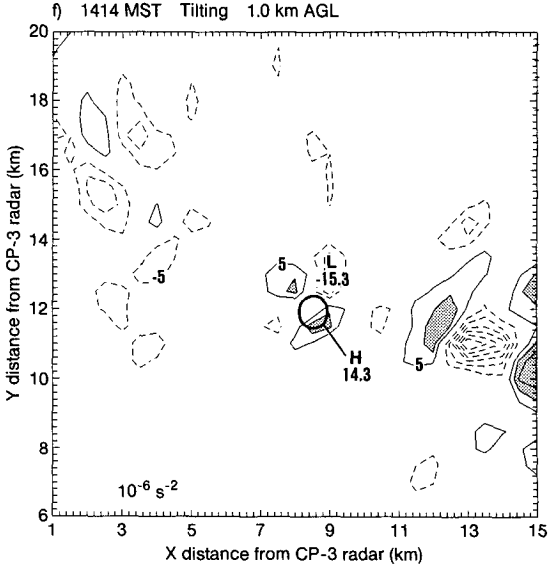 f) 1414 MST Tilting 1.0 km AGL
Y distance from CP-3 radar (km)
20
18
16
14
12
10
8
6
5
L
-15.3
-5
H
14.3
5
10⁻⁶ s⁻²
1 3 5 7 9 11 13 15
X distance from CP-3 radar (km)